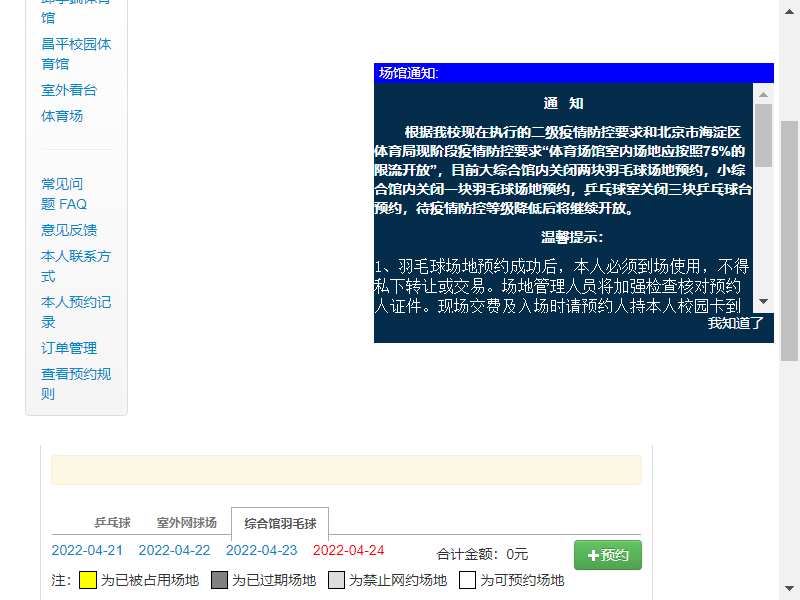 馆
昌平校园体
育馆
室外看台
体育场
常见问
题 FAQ
意见反馈
本人联系方
式
本人预约记
录
订单管理
查看预约规
则
场馆通知:
通 知
根据我校现在执行的二级疫情防控要求和北京市海淀区
体育局现阶段疫情防控要求“体育场馆室内场地应按照75%的
限流开放”，目前大综合馆内关闭两块羽毛球场地预约，小综
合馆内关闭一块羽毛球场地预约，乒乓球室关闭三块乒乓球台
预约，待疫情防控等级降低后将继续开放。
温馨提示：
1、羽毛球场地预约成功后，本人必须到场使用，不得
私下转让或交易。场地管理人员将加强检查核对预约
人证件。现场交费及入场时请预约人持本人校园卡到
我知道了
乒乓球 室外网球场 综合馆羽毛球
2022-04-21 2022-04-22 2022-04-23 2022-04-24 合计金额：0元 预约
注： 为已被占用场地 为已过期场地 为禁止网约场地 为可预约场地